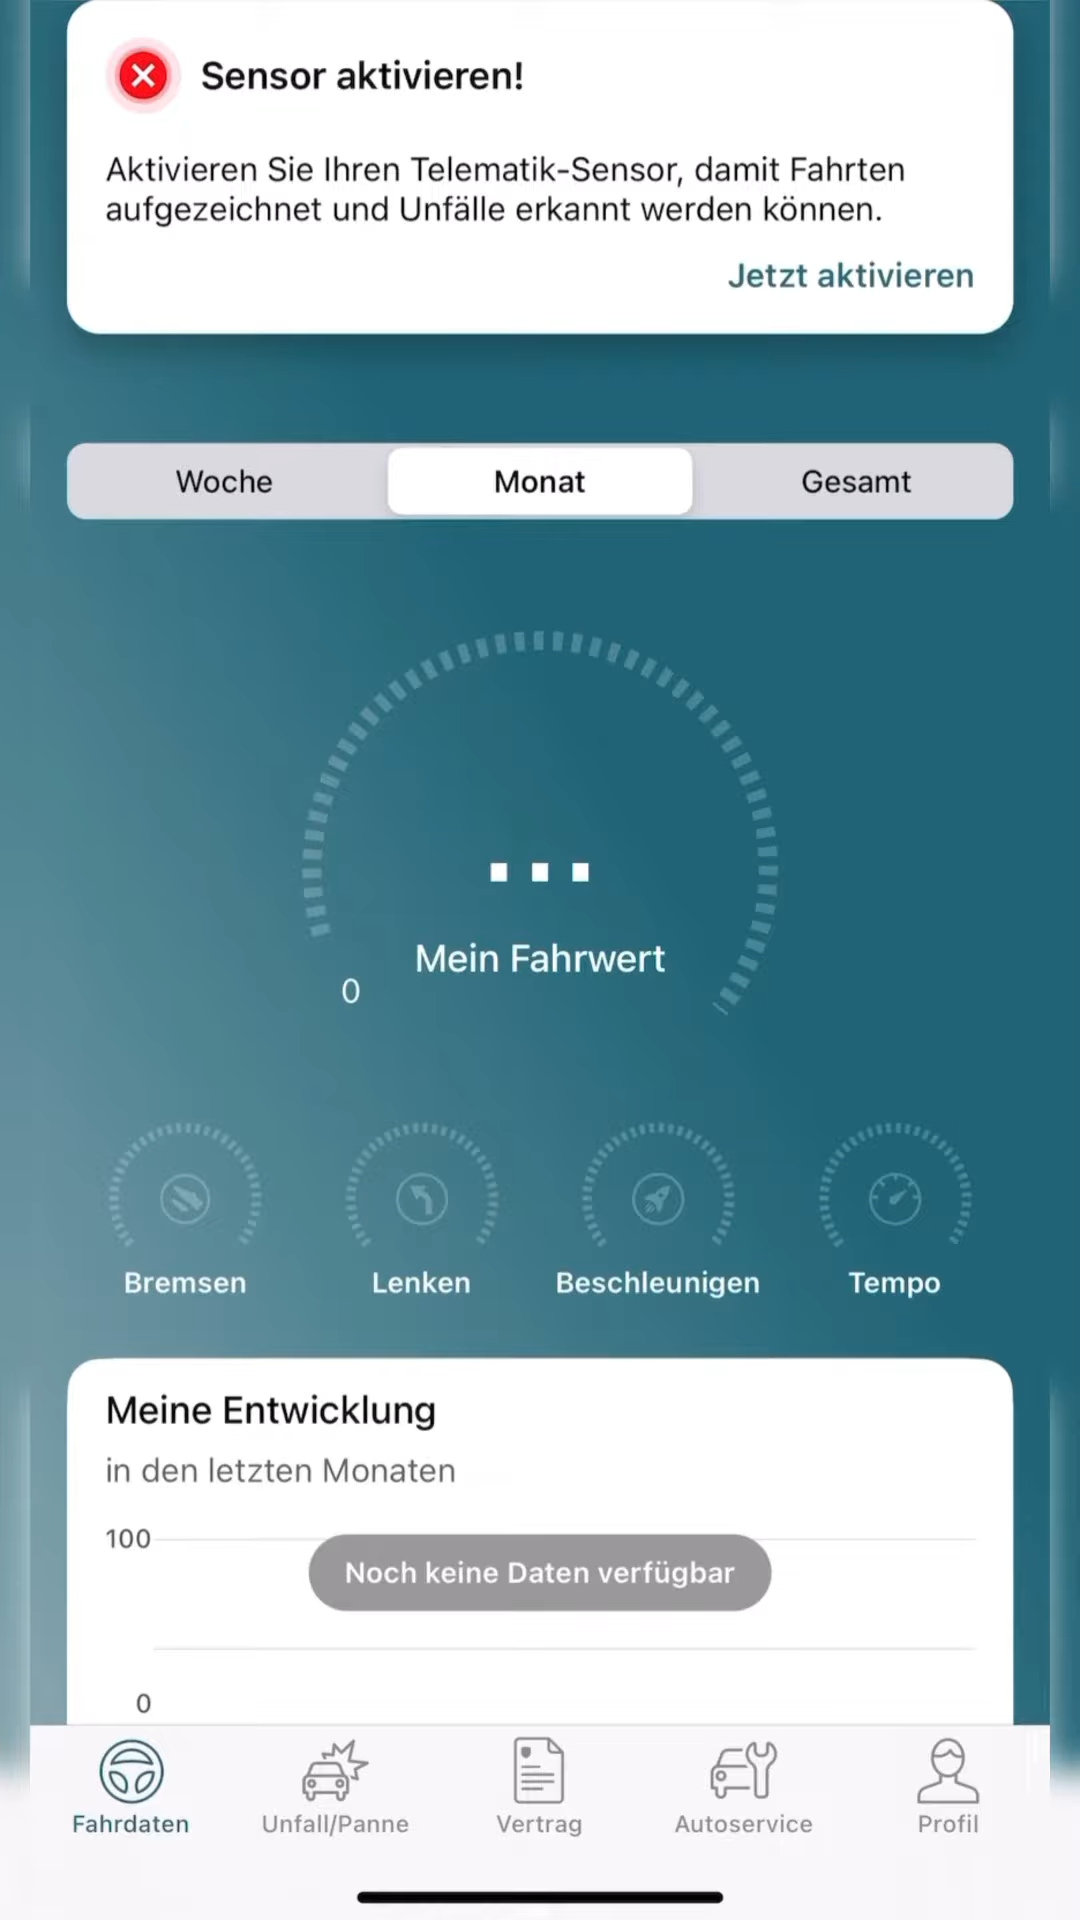 Sensor aktivieren!
Aktivieren Sie Ihren Telematik-Sensor, damit Fahrten
aufgezeichnet und Unfälle erkannt werden können.
Jetzt aktivieren
Woche Monat Gesamt
...
Mein Fahrwert
0
Bremsen Lenken Beschleunigen Tempo
Meine Entwicklung
in den letzten Monaten
100
Noch keine Daten verfügbar
0
Fahrdaten Unfall/Panne Vertrag Autoservice Profil